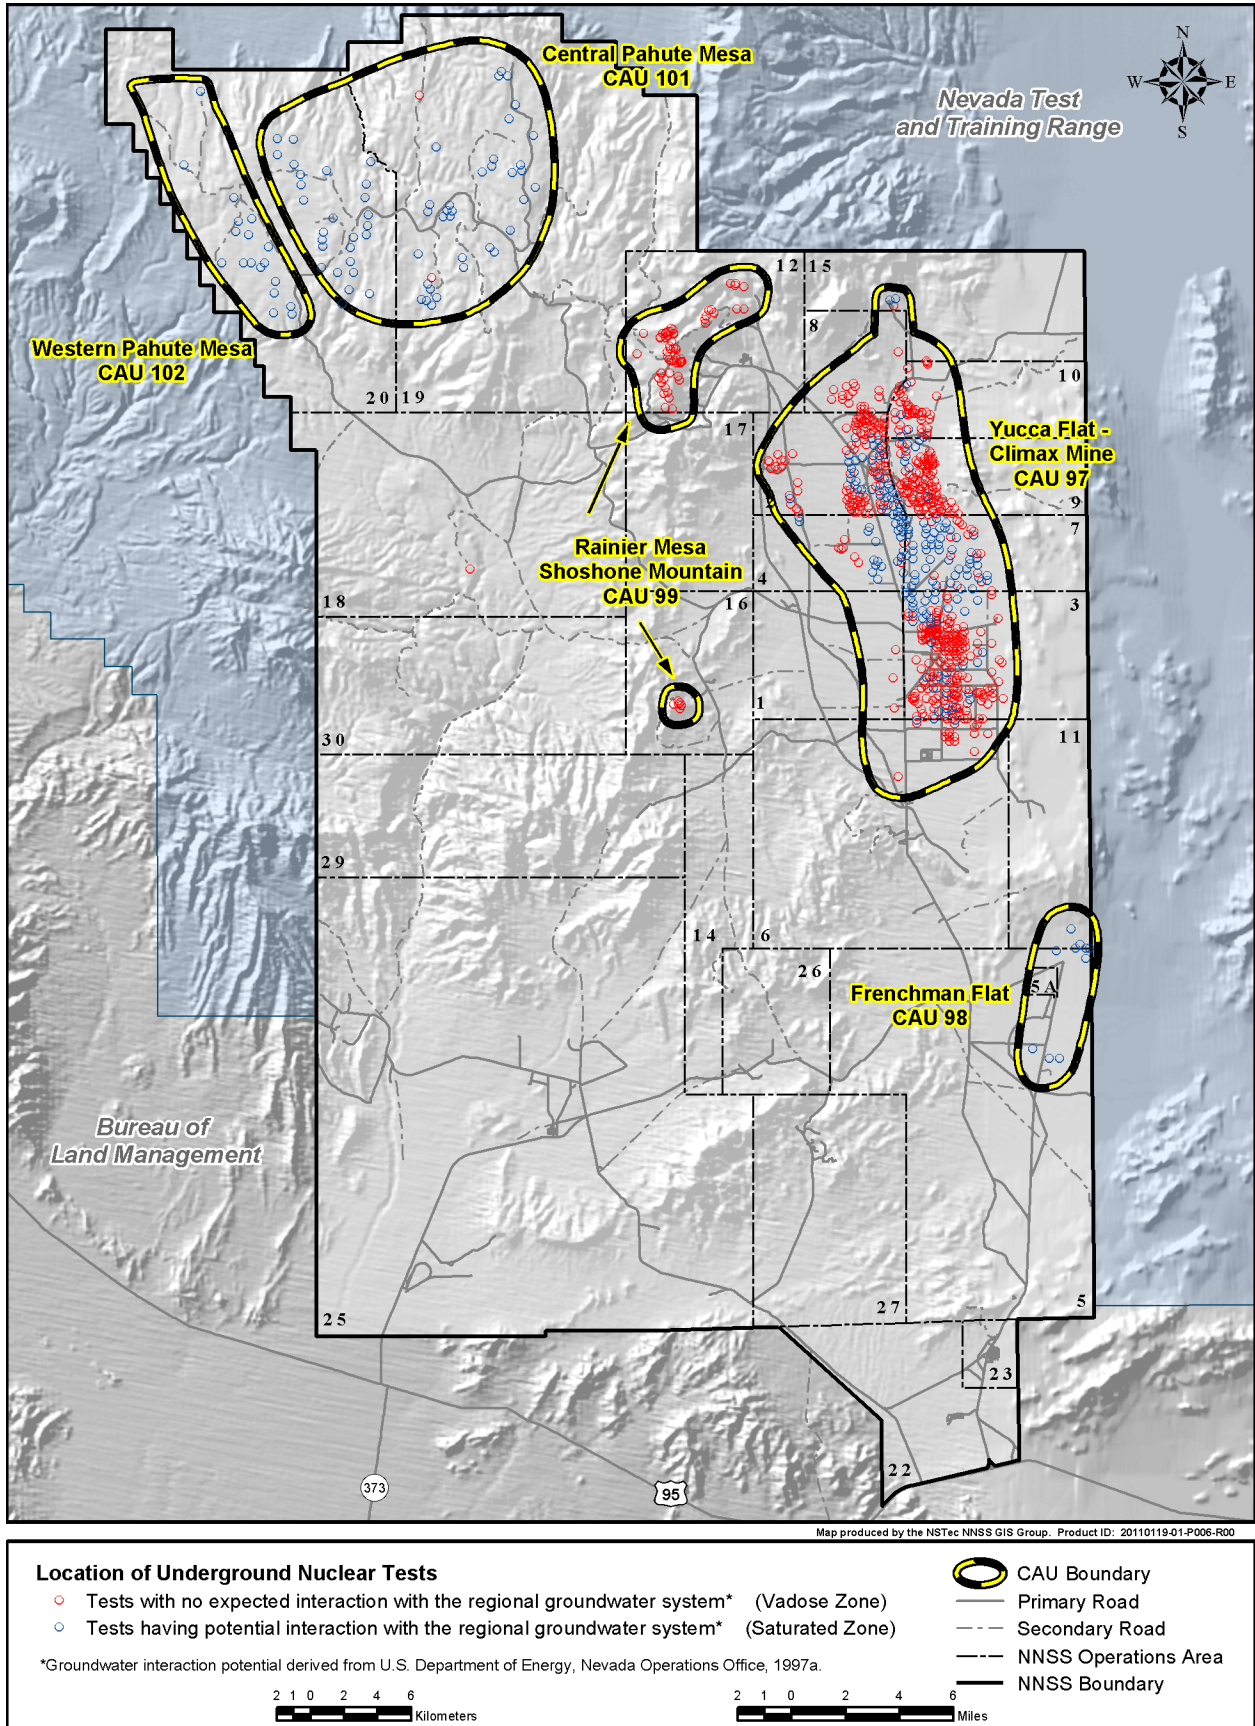 Central Pahute Mesa
CAU 101
N
W
E
S
Nevada Test
and Training Range
12
15
8
Western Pahute Mesa
CAU 102
10
20
19
17
Yucca Flat -
Climax Mine
CAU 97
9
7
Rainier Mesa
Shoshone Mountain
CAU 99
4
18
16
3
1
30
11
29
14
6
26
5A
Frenchman Flat
CAU 98
Bureau of
Land Management
25
27
5
23
22
373
95
Map produced by the NSTec NNSS GIS Group. Product ID: 20110119-01-P006-R00
Location of Underground Nuclear Tests
Tests with no expected interaction with the regional groundwater system* (Vadose Zone)
Tests having potential interaction with the regional groundwater system* (Saturated Zone)
*Groundwater interaction potential derived from U.S. Department of Energy, Nevada Operations Office, 1997a.
CAU Boundary
Primary Road
Secondary Road
NNSS Operations Area
NNSS Boundary
2 1 0 2 4 6
Kilometers
2 1 0 2 4 6
Miles